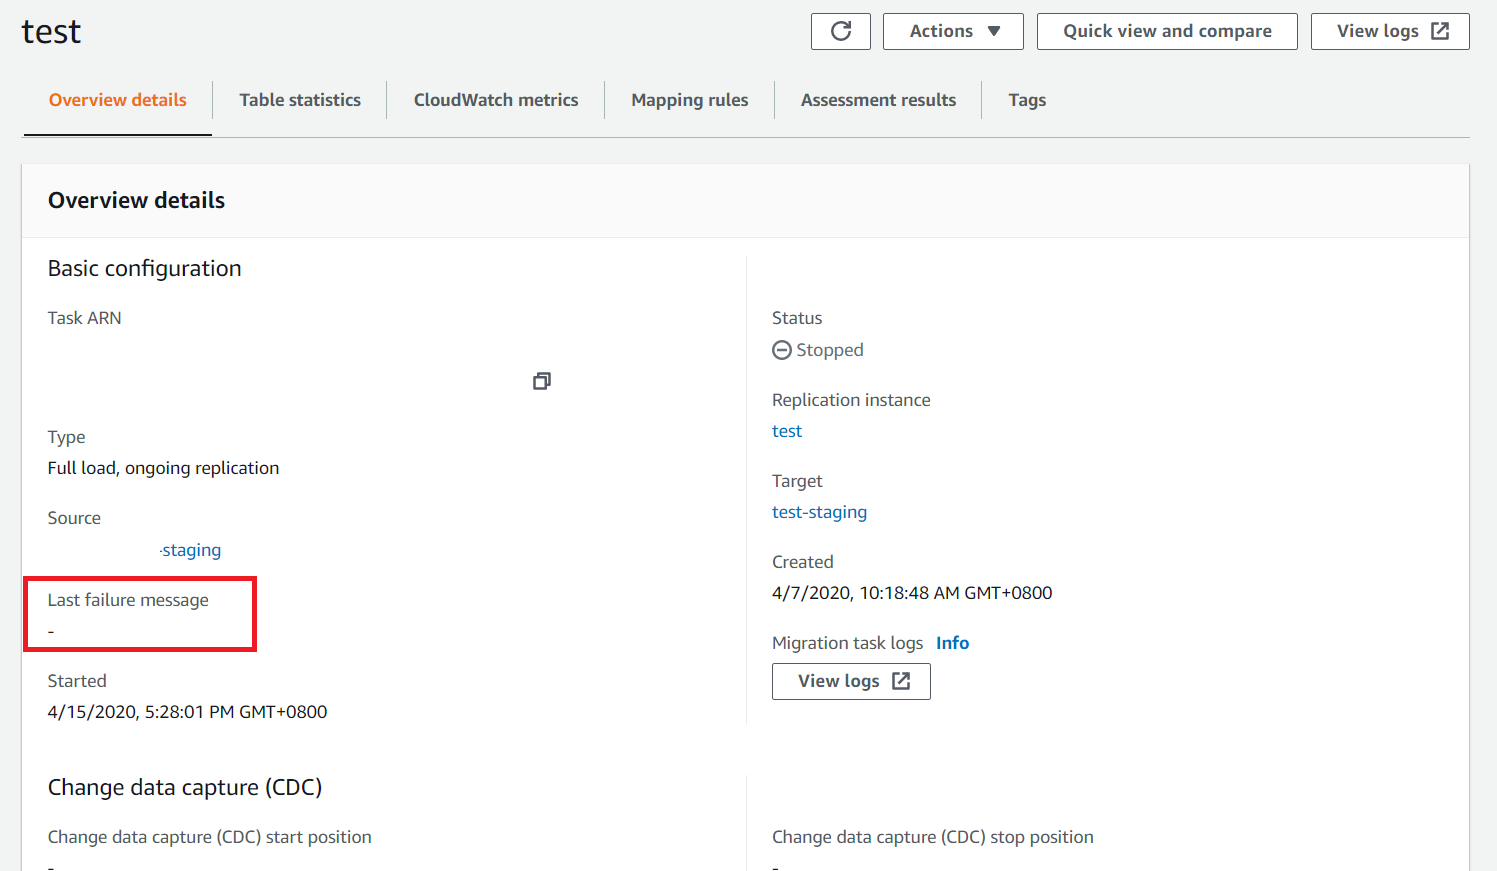 test
Actions
Quick view and compare
View logs
Overview details
Table statistics
CloudWatch metrics
Mapping rules
Assessment results
Tags
Overview details
Basic configuration
Task ARN
Type
Full load, ongoing replication
Source
-staging
Last failure message
-
Started
4/15/2020, 5:28:01 PM GMT+0800
Status
Stopped
Replication instance
test
Target
test-staging
Created
4/7/2020, 10:18:48 AM GMT+0800
Migration task logs Info
View logs
Change data capture (CDC)
Change data capture (CDC) start position
-
Change data capture (CDC) stop position
-